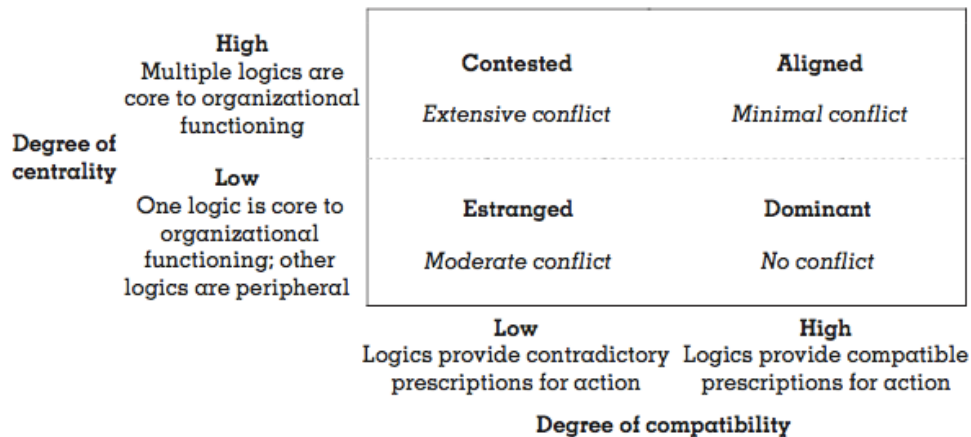 High
Multiple logics are
core to organizational
functioning
Degree of
centrality
Low
One logic is core to
organizational
functioning; other
logics are peripheral
Contested
Aligned
Extensive conflict
Minimal conflict
Estranged
Dominant
Moderate conflict
No conflict
Low
Logics provide contradictory
prescriptions for action
High
Logics provide compatible
prescriptions for action
Degree of compatibility